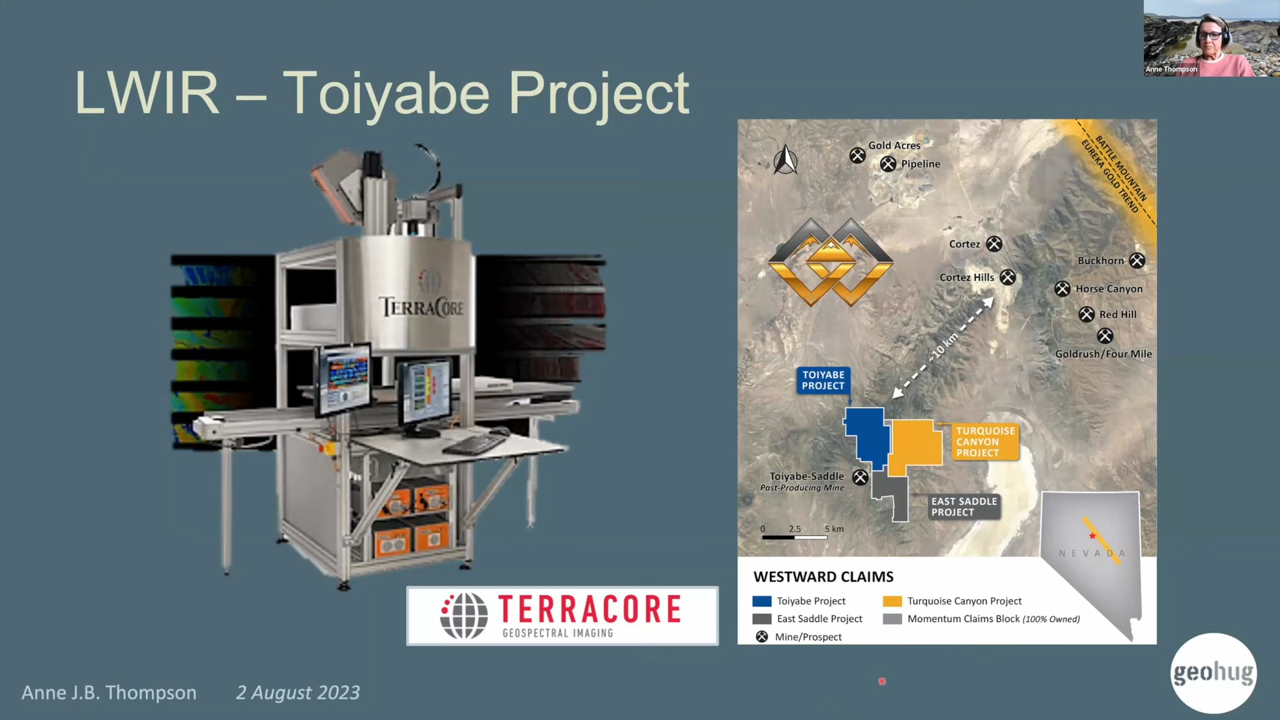 Anne Thompson
LWIR – Toiyabe Project
TERRACORE
TERRACORE
GEOSPECTRAL IMAGING
BATTLE MOUNTAIN
EUREKA GOLD TREND
Gold Acres
Pipeline
Cortez
Buckhorn
Cortez Hills
Horse Canyon
Red Hill
Goldrush/Four Mile
~10 km
TOIYABE
PROJECT
TURQUOISE
CANYON
PROJECT
Toiyabe-Saddle
Past-Producing Mine
EAST SADDLE
PROJECT
0 2.5 5 km
NEVADA
WESTWARD CLAIMS
Toiyabe Project
Turquoise Canyon Project
East Saddle Project
Momentum Claims Block (100% Owned)
Mine/Prospect
Anne J.B. Thompson 2 August 2023
geohug